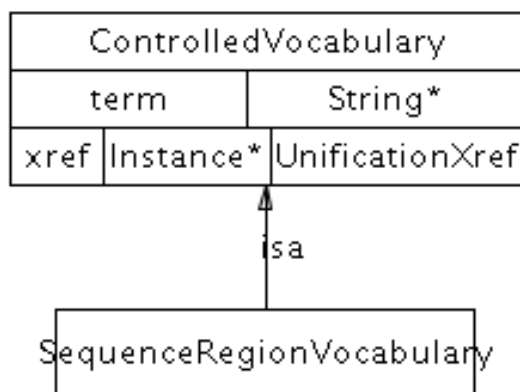 ControlledVocabulary
term String*
xref Instance* UnificationXref
isa
SequenceRegionVocabulary